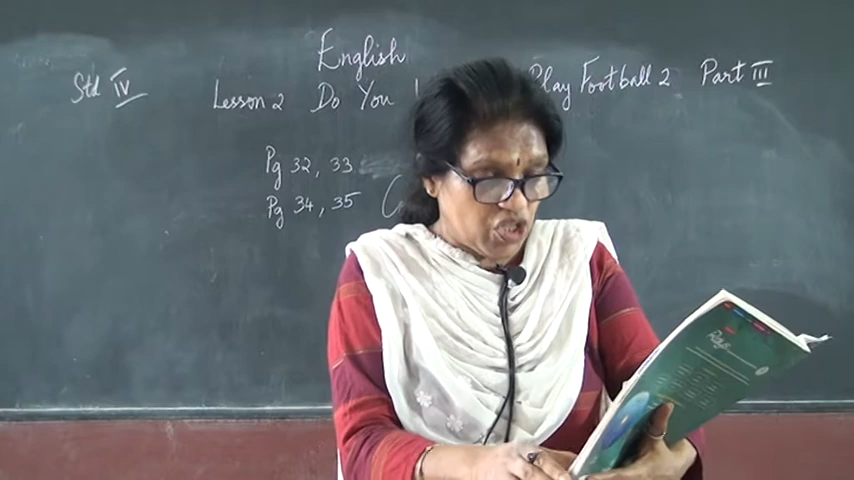 English
Std IV
Lesson 2 Do You Play Football 2 Part III
Pg 32, 33
Pg 34, 35